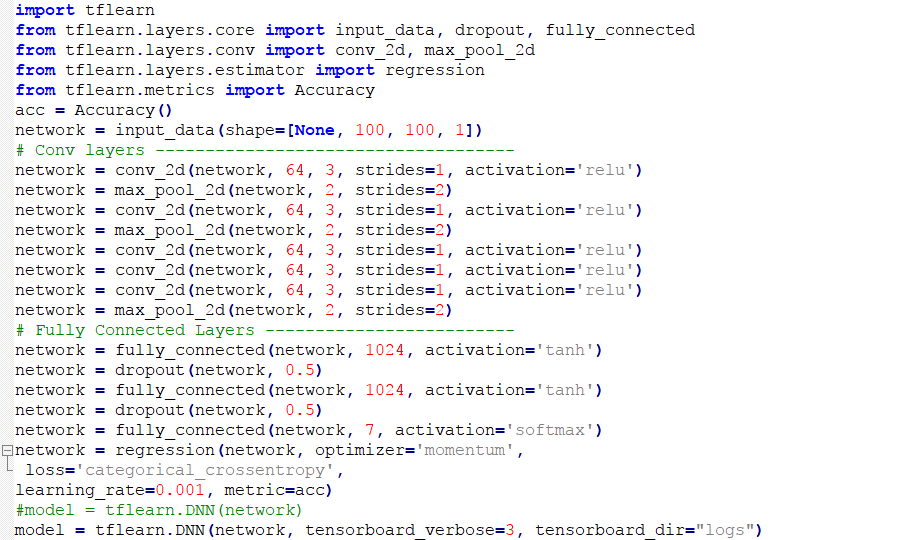 import tflearn
from tflearn.layers.core import input_data, dropout, fully_connected
from tflearn.layers.conv import conv_2d, max_pool_2d
from tflearn.layers.estimator import regression
from tflearn.metrics import Accuracy
acc = Accuracy()
network = input_data(shape=[None, 100, 100, 1])
# Conv layers ------------------------------------
network = conv_2d(network, 64, 3, strides=1, activation='relu')
network = max_pool_2d(network, 2, strides=2)
network = conv_2d(network, 64, 3, strides=1, activation='relu')
network = max_pool_2d(network, 2, strides=2)
network = conv_2d(network, 64, 3, strides=1, activation='relu')
network = conv_2d(network, 64, 3, strides=1, activation='relu')
network = conv_2d(network, 64, 3, strides=1, activation='relu')
network = max_pool_2d(network, 2, strides=2)
# Fully Connected Layers -------------------------
network = fully_connected(network, 1024, activation='tanh')
network = dropout(network, 0.5)
network = fully_connected(network, 1024, activation='tanh')
network = dropout(network, 0.5)
network = fully_connected(network, 7, activation='softmax')
network = regression(network, optimizer='momentum',
 loss='categorical_crossentropy',
learning_rate=0.001, metric=acc)
#model = tflearn.DNN(network)
model = tflearn.DNN(network, tensorboard_verbose=3, tensorboard_dir="logs")